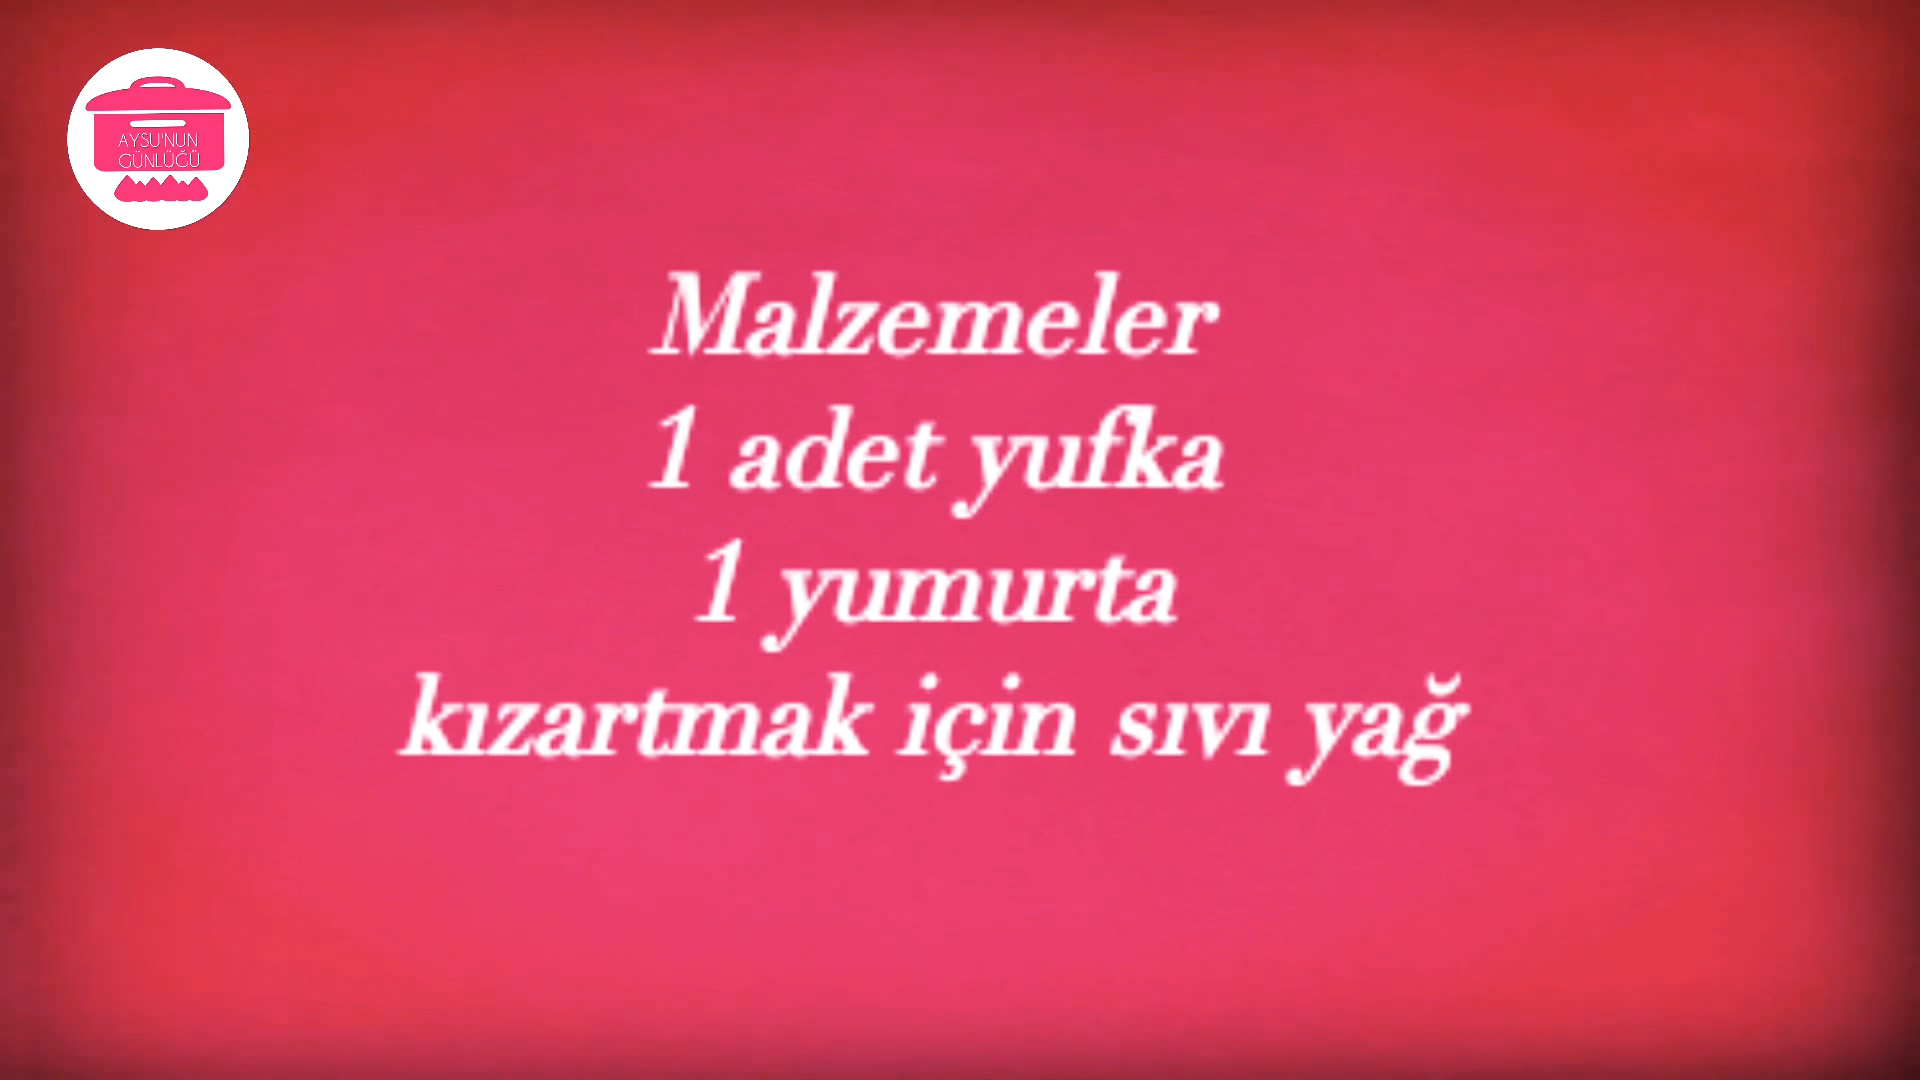 AYSU'NUN
GÜNLÜĞÜ
Malzemeler
1 adet yufka
1 yumurta
kızartmak için sıvı yağ